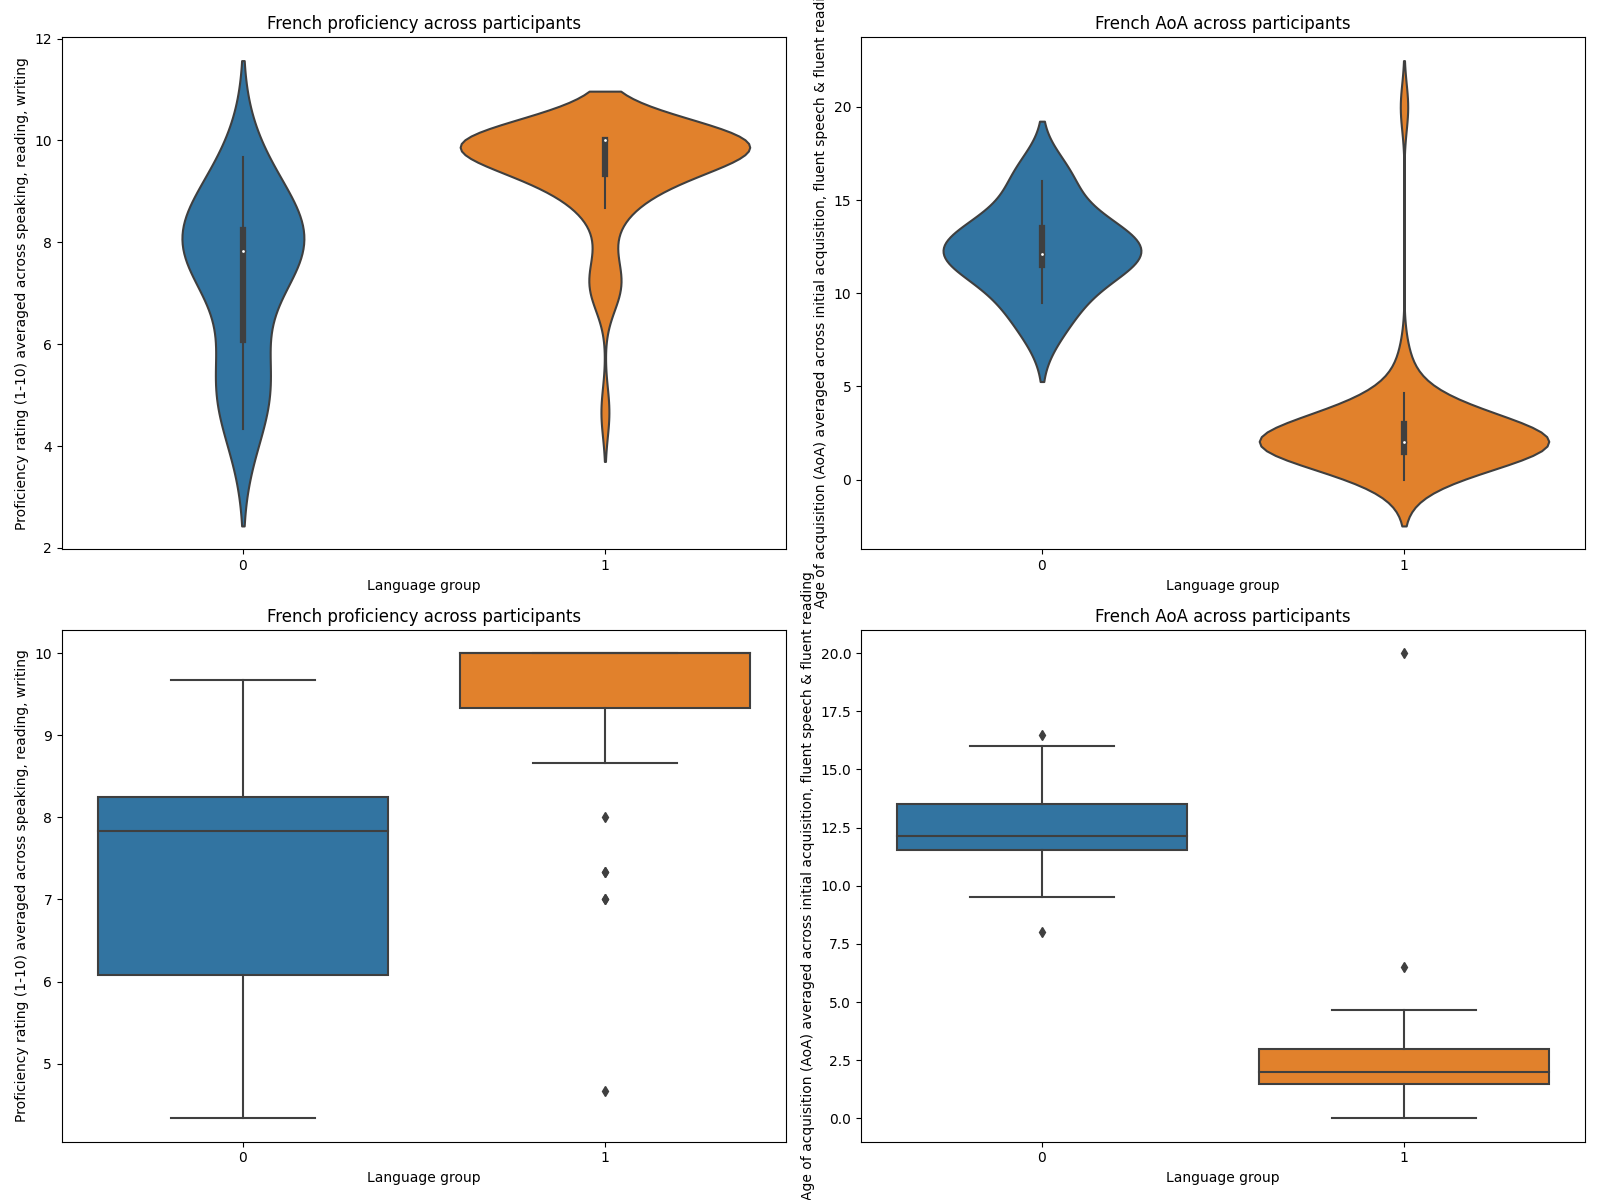 French proficiency across participants
Proficiency rating (1-10) averaged across speaking, reading, writing
12
10
8
6
4
2
0
1
Language group
French AoA across participants
Age of acquisition (AoA) averaged across initial acquisition, fluent speech & fluent readi
20
15
10
5
0
0
1
Language group
French proficiency across participants
Proficiency rating (1-10) averaged across speaking, reading, writing
10
9
8
7
6
5
0
1
Language group
French AoA across participants
Age of acquisition (AoA) averaged across initial acquisition, fluent speech & fluent reading
20.0
17.5
15.0
12.5
10.0
7.5
5.0
2.5
0.0
0
1
Language group